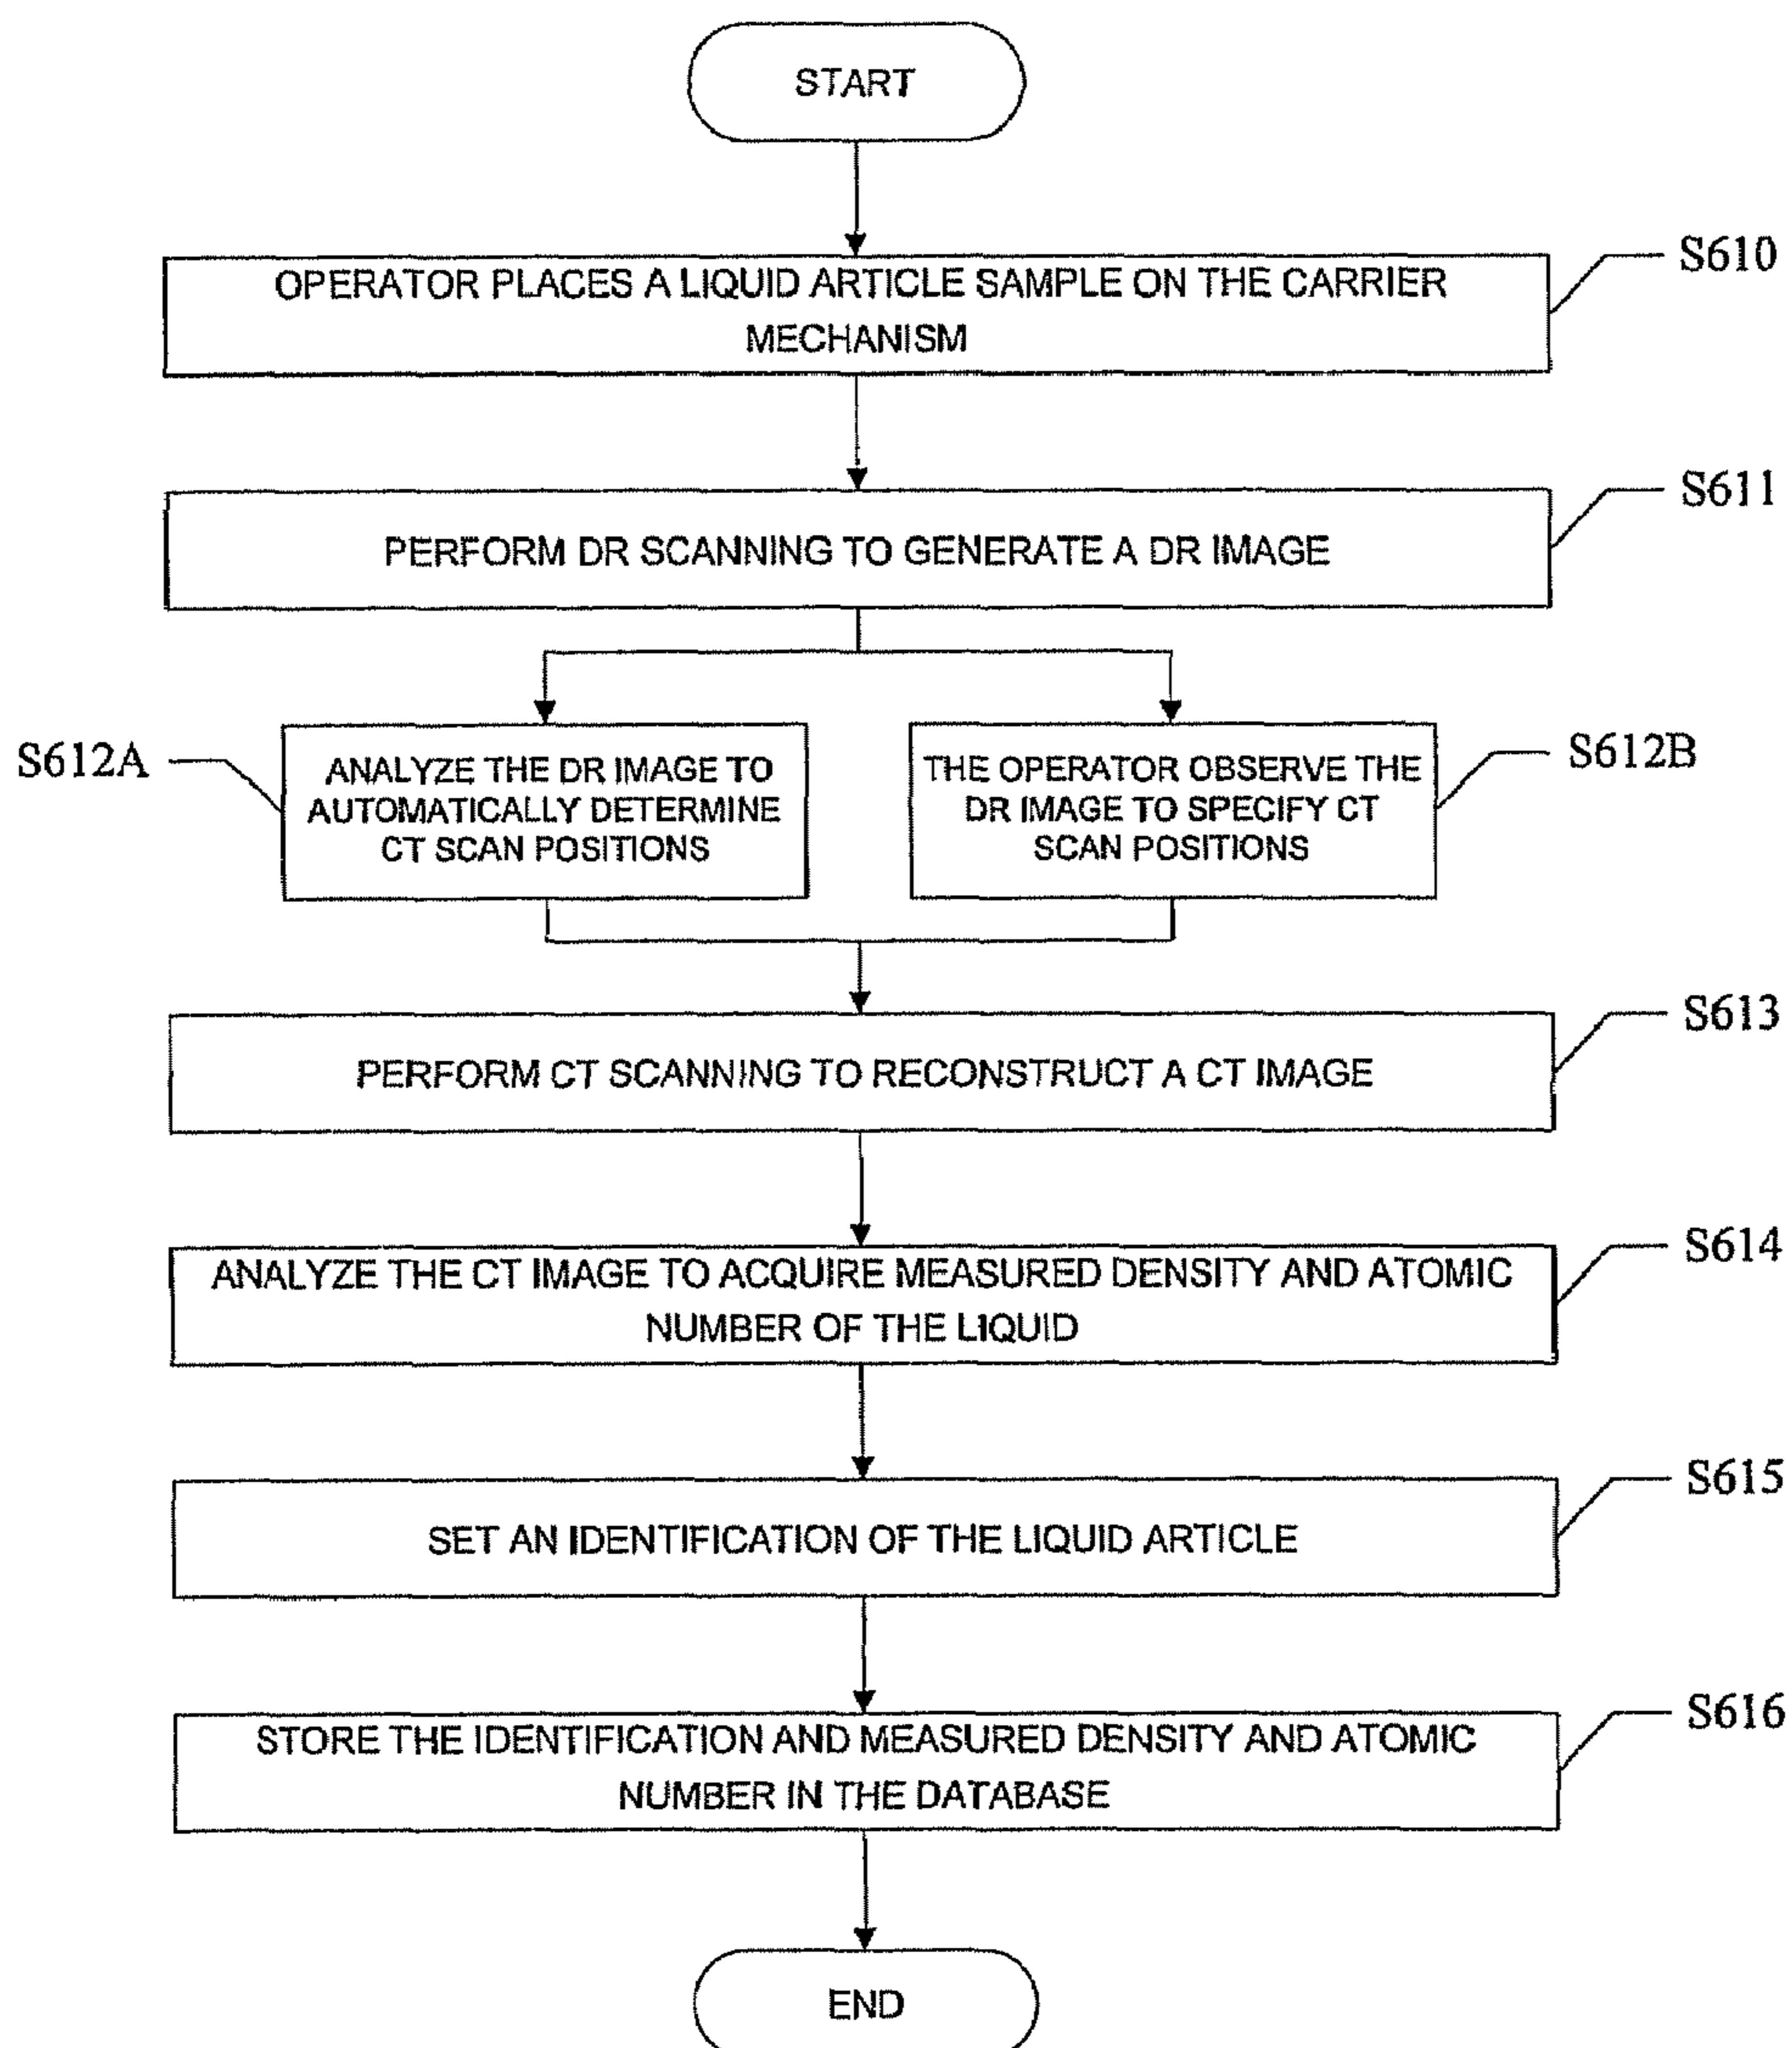 START
OPERATOR PLACES A LIQUID ARTICLE SAMPLE ON THE CARRIER
MECHANISM
S610
PERFORM DR SCANNING TO GENERATE A DR IMAGE
S611
S612A
ANALYZE THE DR IMAGE TO
AUTOMATICALLY DETERMINE
CT SCAN POSITIONS
THE OPERATOR OBSERVE THE
DR IMAGE TO SPECIFY CT
SCAN POSITIONS
S612B
PERFORM CT SCANNING TO RECONSTRUCT A CT IMAGE
S613
ANALYZE THE CT IMAGE TO ACQUIRE MEASURED DENSITY AND ATOMIC
NUMBER OF THE LIQUID
S614
SET AN IDENTIFICATION OF THE LIQUID ARTICLE
S615
STORE THE IDENTIFICATION AND MEASURED DENSITY AND ATOMIC
NUMBER IN THE DATABASE
S616
END